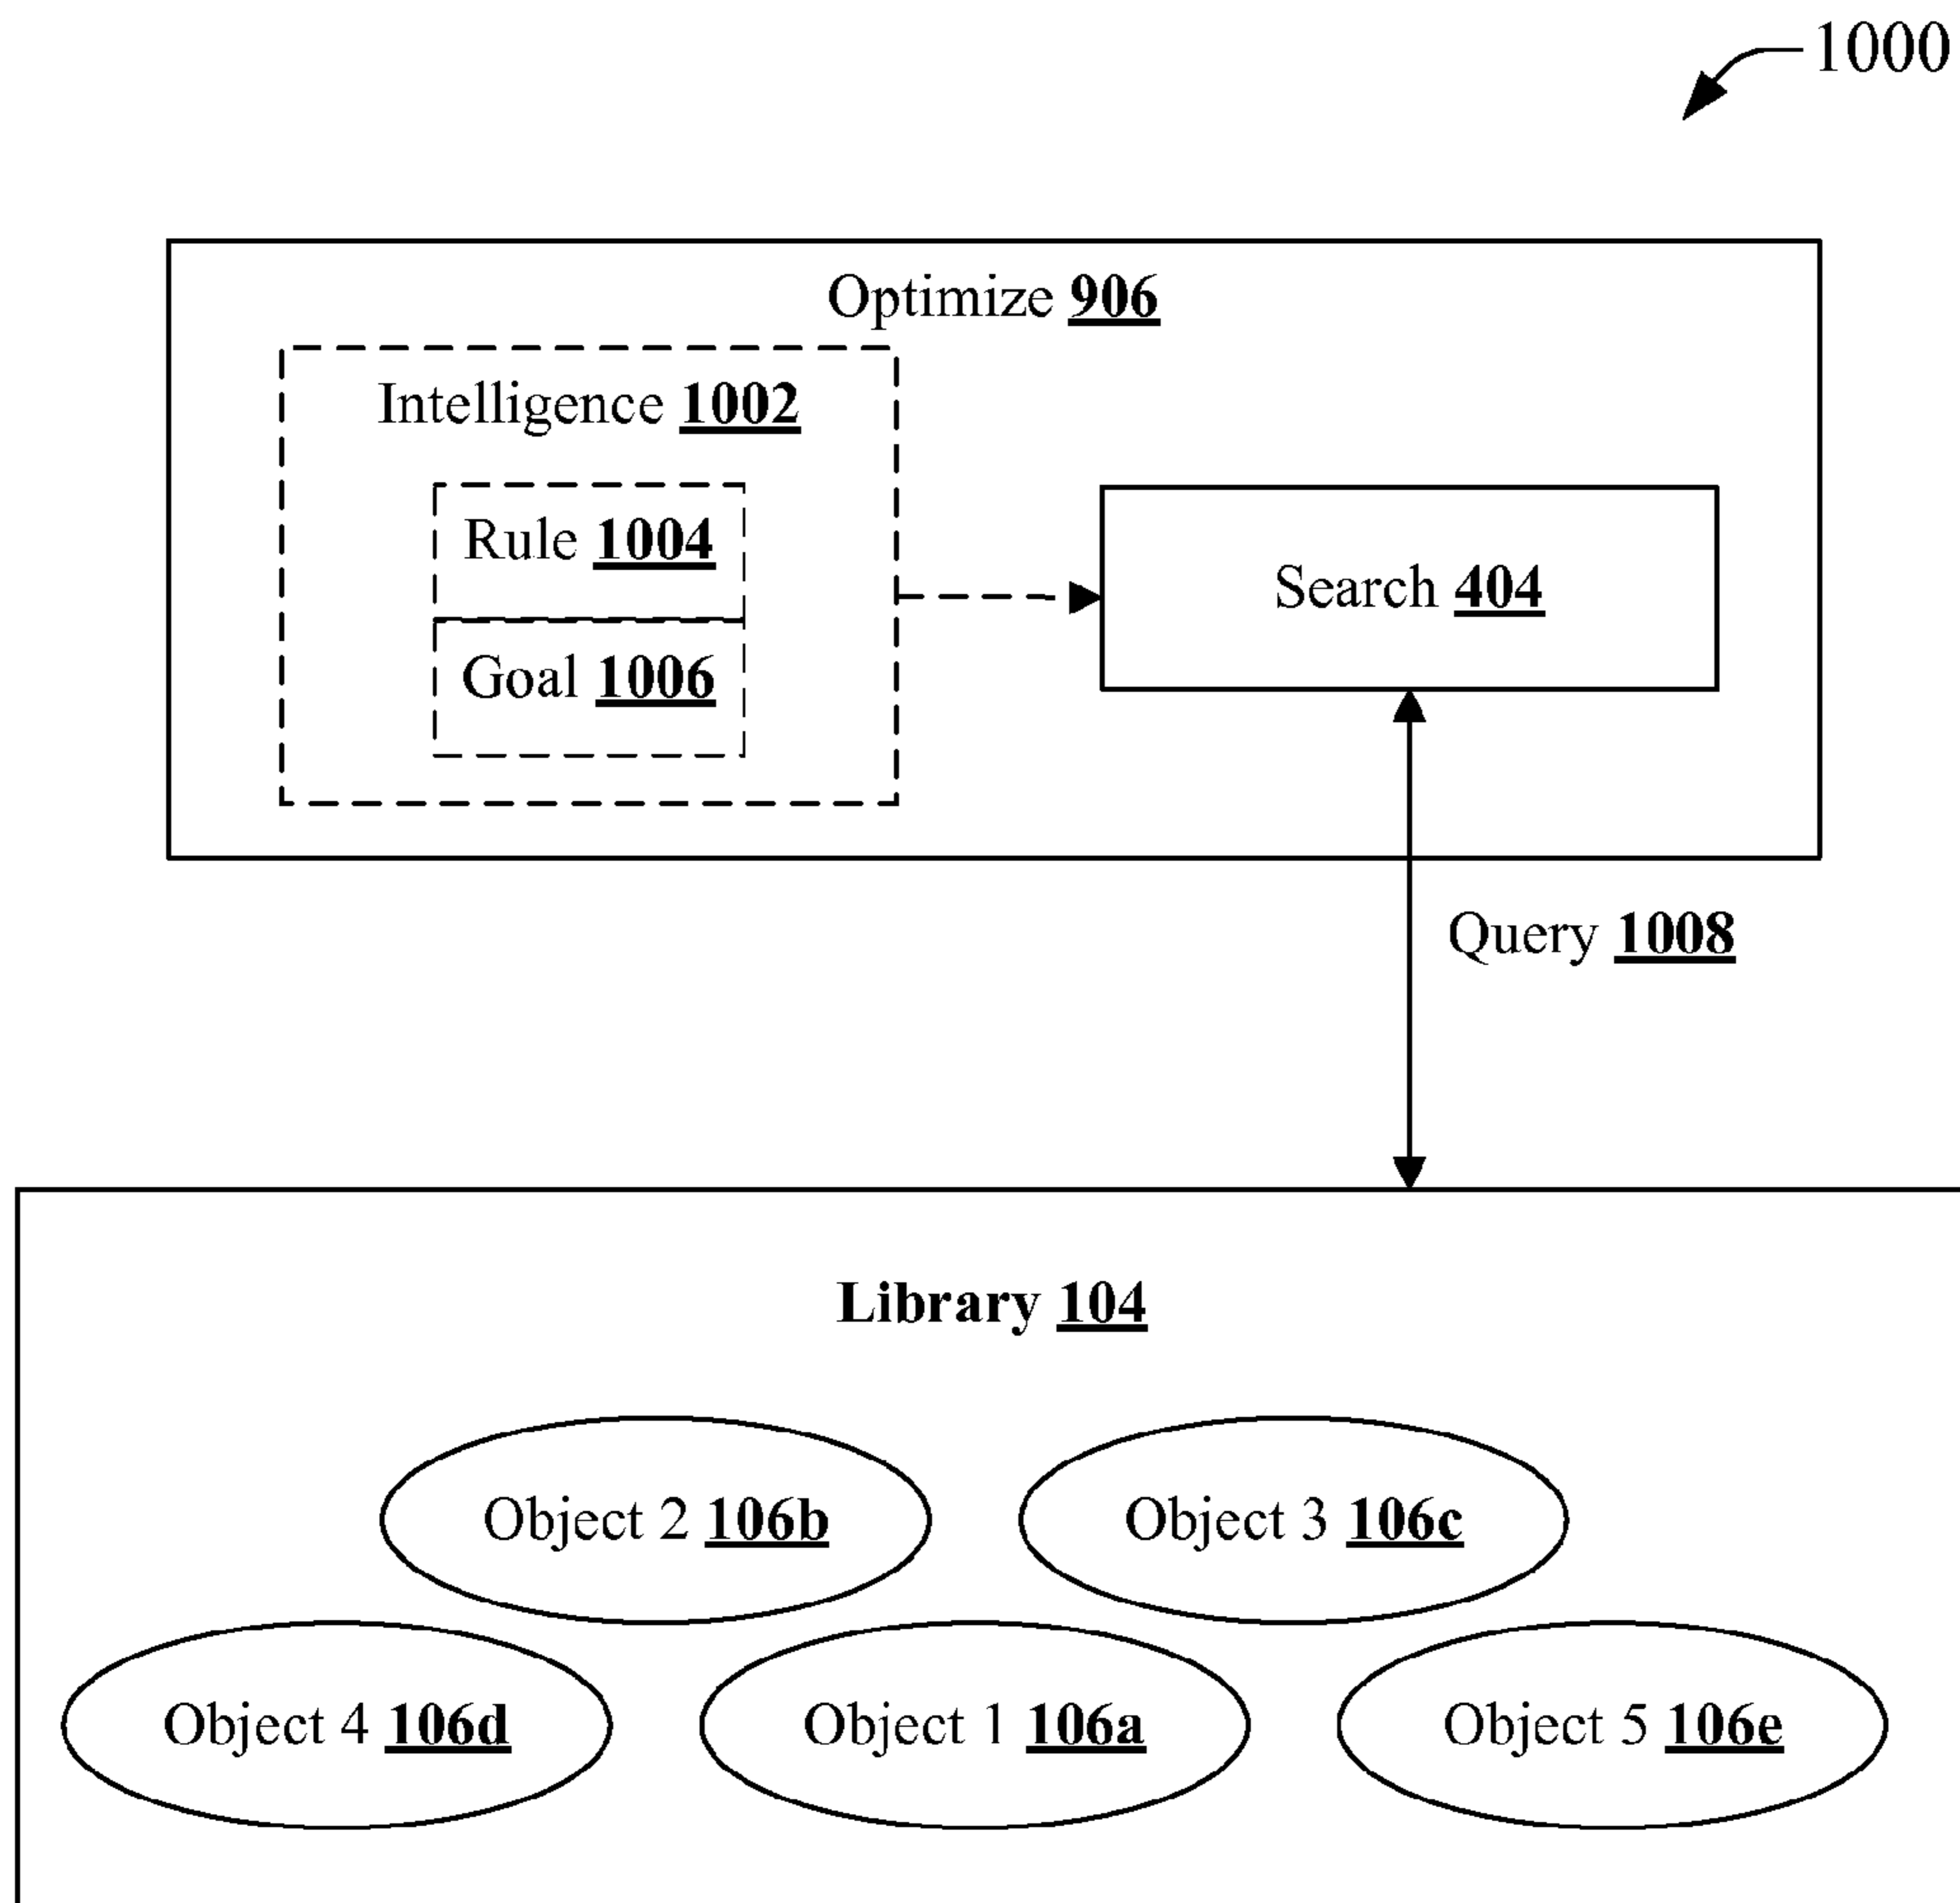 1000
Optimize 906
Intelligence 1002
Rule 1004
Goal 1006
Search 404
Query 1008
Library 104
Object 2 106b
Object 3 106c
Object 4 106d
Object 1 106a
Object 5 106e